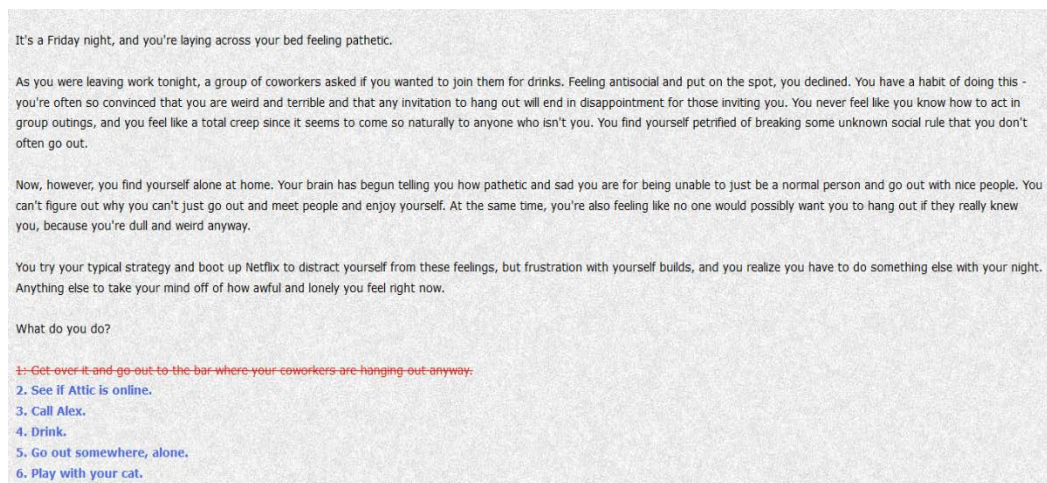 It's a Friday night, and you're laying across your bed feeling pathetic.
As you were leaving work tonight, a group of coworkers asked if you wanted to join them for drinks. Feeling antisocial and put on the spot, you declined. You have a habit of doing this -
you're often so convinced that you are weird and terrible and that any invitation to hang out will end in disappointment for those inviting you. You never feel like you know how to act in
group outings, and you feel like a total creep since it seems to come so naturally to anyone who isn't you. You find yourself petrified of breaking some unknown social rule that you don't
often go out.
Now, however, you find yourself alone at home. Your brain has begun telling you how pathetic and sad you are for being unable to just be a normal person and go out with nice people. You
can't figure out why you can't just go out and meet people and enjoy yourself. At the same time, you're also feeling like no one would possibly want you to hang out if they really knew
you, because you're dull and weird anyway.
You try your typical strategy and boot up Netflix to distract yourself from these feelings, but frustration with yourself builds, and you realize you have to do something else with your night.
Anything else to take your mind off of how awful and lonely you feel right now.
What do you do?
1: Get over it and go out to the bar where your coworkers are hanging out anyway.
2. See if Attic is online.
3. Call Alex.
4. Drink.
5. Go out somewhere, alone.
6. Play with your cat.